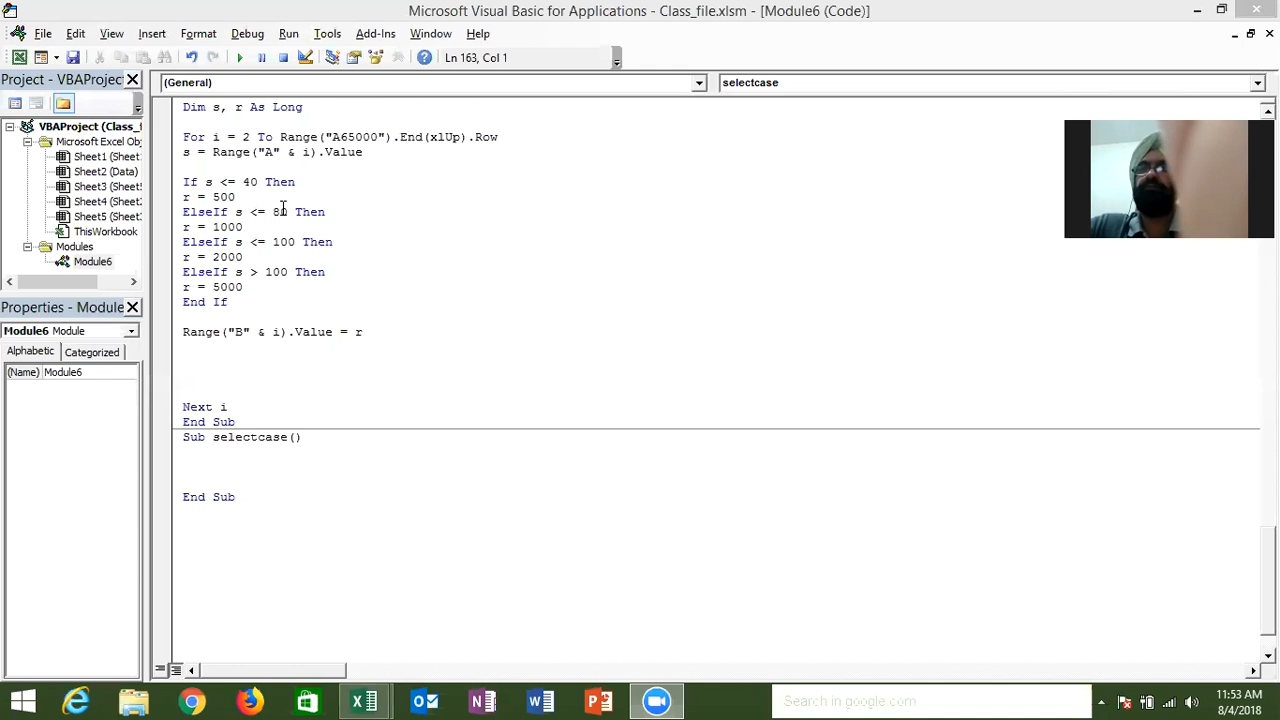 Microsoft Visual Basic for Applications - Class_file.xlsm - [Module6 (Code)]
File Edit View Insert Format Debug Run Tools Add-Ins Window Help
Ln 163, Col 1
Project - VBAProject
(General)
selectcase
VBAProject (Class_f
Microsoft Excel Obj
Sheet1 (Sheet1
Sheet2 (Data)
Sheet3 (Sheet
Sheet4 (Sheet
Sheet5 (Sheet
ThisWorkbook
Modules
Module6
Properties - Module
Module6 Module
Alphabetic Categorized
(Name) Module6
Dim s, r As Long
For i = 2 To Range("A65000").End(xlUp).Row
s = Range("A" & i).Value
If s <= 40 Then
r = 500
ElseIf s <= Then
r = 1000
ElseIf s <= 100 Then
r = 2000
ElseIf s > 100 Then
r = 5000
End If
Range("B" & i).Value = r
Next i
End Sub
Sub selectcase()
End Sub
Search in google.com
11:53 AM
8/4/2018